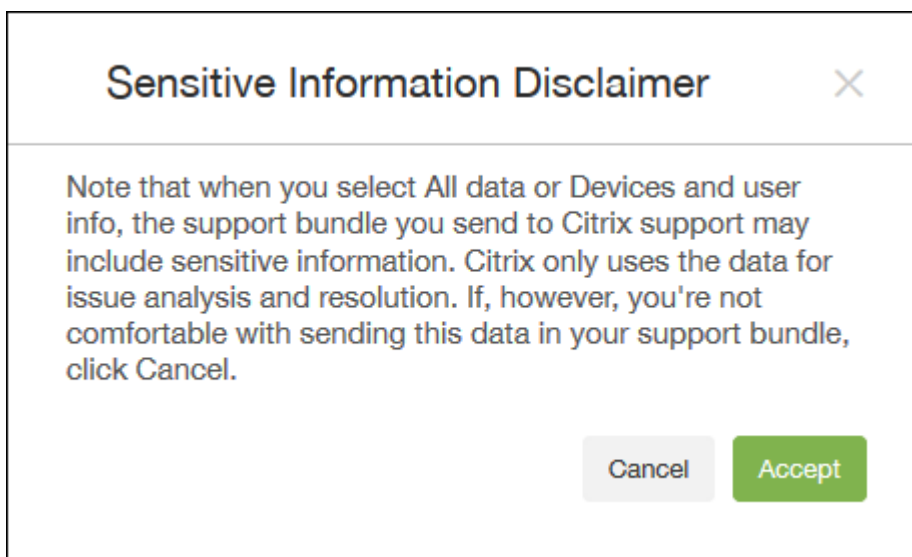 Sensitive Information Disclaimer
Note that when you select All data or Devices and user
info, the support bundle you send to Citrix support may
include sensitive information. Citrix only uses the data for
issue analysis and resolution. If, however, you're not
comfortable with sending this data in your support bundle,
click Cancel.
Cancel Accept